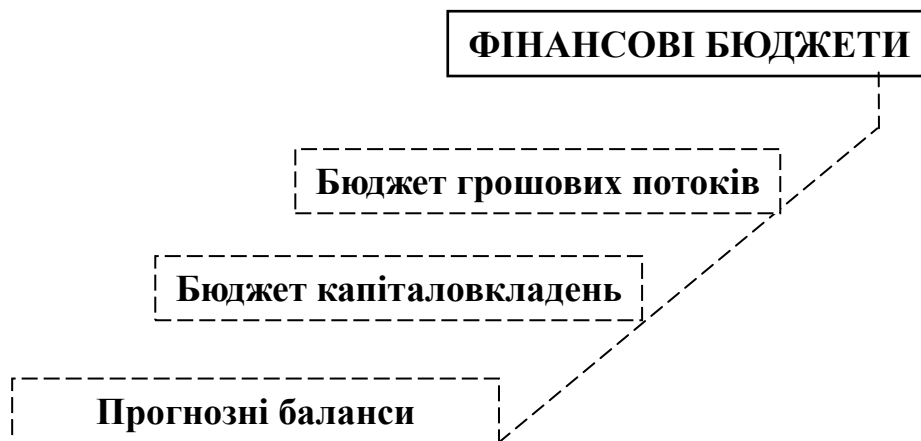 ФІНАНСОВІ БЮДЖЕТИ
Бюджет грошових потоків
Бюджет капіталовкладень
Прогнозні баланси